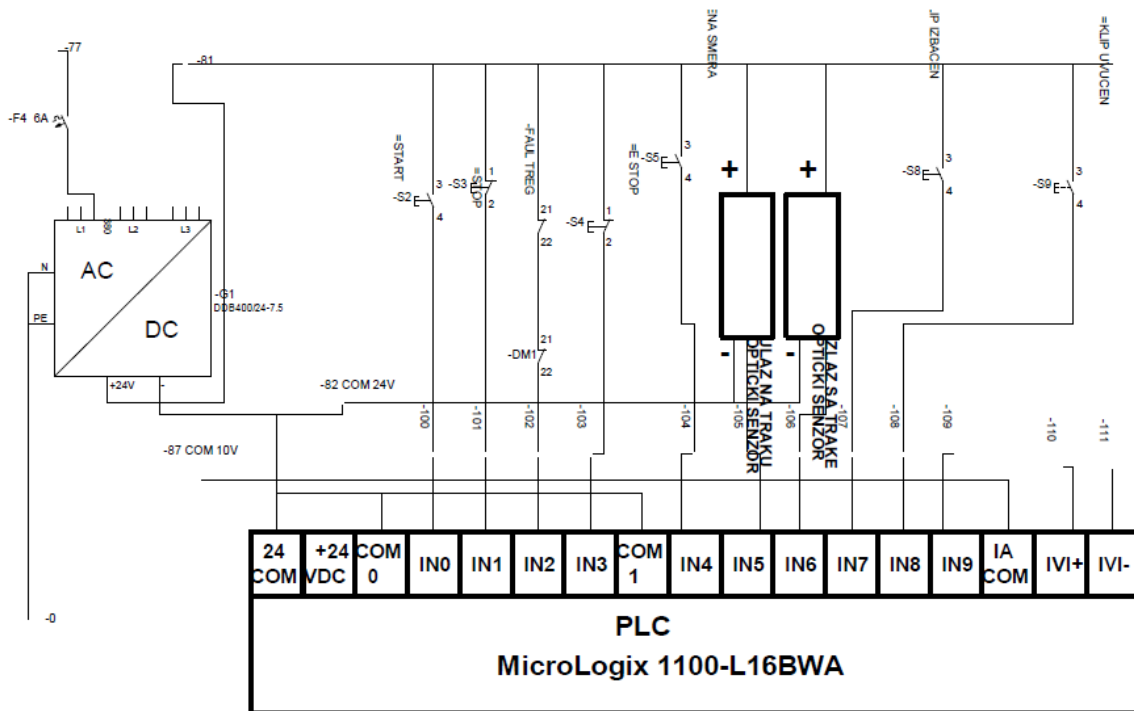 -77
-81
-F4 6A
L1
380
L2
L3
AC
DC
N
PE
-G1
DDB400/24-7.5
+24V
-
-82 COM 24V
-87 COM 10V
-0
=START
-S2
3
4
-S3
=STOP
1
2
-FAUL TREG
21
22
-DM1
21
22
-S4
1
2
=E STOP
-S5
3
4
ENA SMERA
+
-
ULAZ NA TRAKU
OPTICKI SENZOR
+
-
IZLAZ SA TRAKE
OPTICKI SENZOR
LIP IZBACEN
-S8
3
4
=KLIP UVUCEN
-S9
3
4
-100
-101
-102
-103
-104
-105
-106
-107
-108
-109
-110
-111
24 COM
+24 VDC
COM 0
IN0
IN1
IN2
IN3
COM 1
IN4
IN5
IN6
IN7
IN8
IN9
IA COM
IVI+
IVI-
PLC
MicroLogix 1100-L16BWA